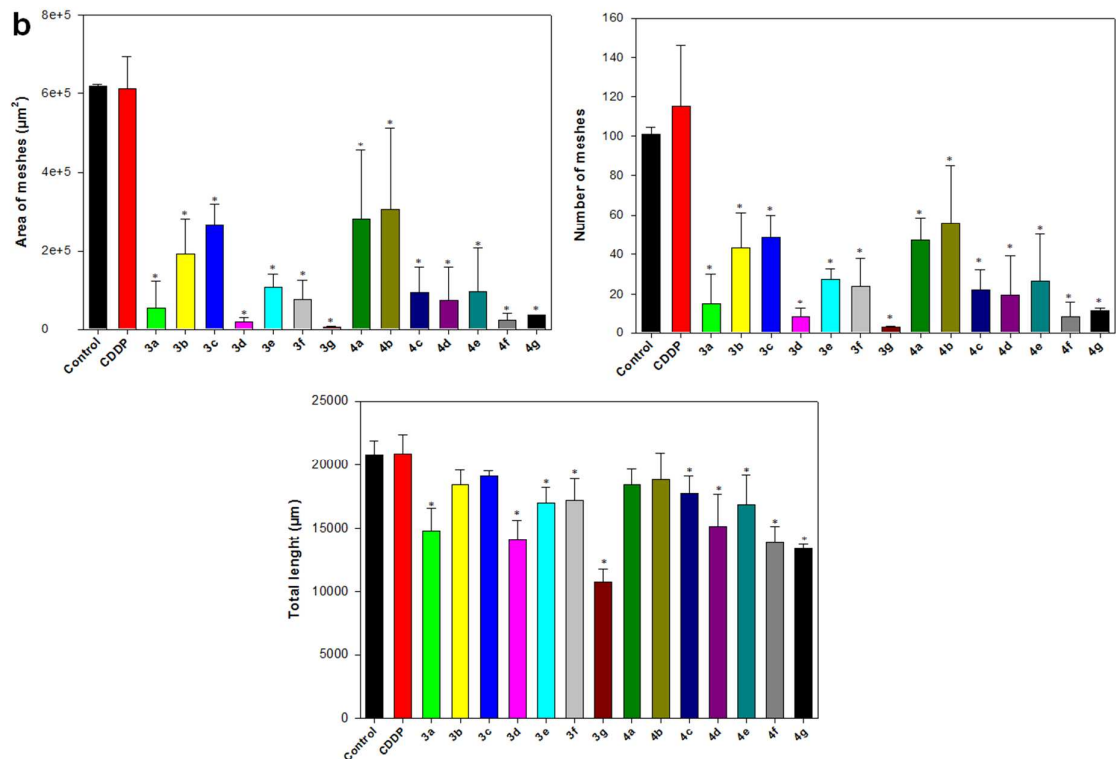 b
Area of meshes (µm²)
8e+5
6e+5
4e+5
2e+5
0
* * * * * * * * * * * * * *
Control CDDP 3a 3b 3c 3d 3e 3f 3g 4a 4b 4c 4d 4e 4f 4g
Number of meshes
160
140
120
100
80
60
40
20
0
* * * * * * * * * * * * * *
Control CDDP 3a 3b 3c 3d 3e 3f 3g 4a 4b 4c 4d 4e 4f 4g
Total lenght (µm)
25000
20000
15000
10000
5000
0
* * * * * * * * * *
Control CDDP 3a 3b 3c 3d 3e 3f 3g 4a 4b 4c 4d 4e 4f 4g